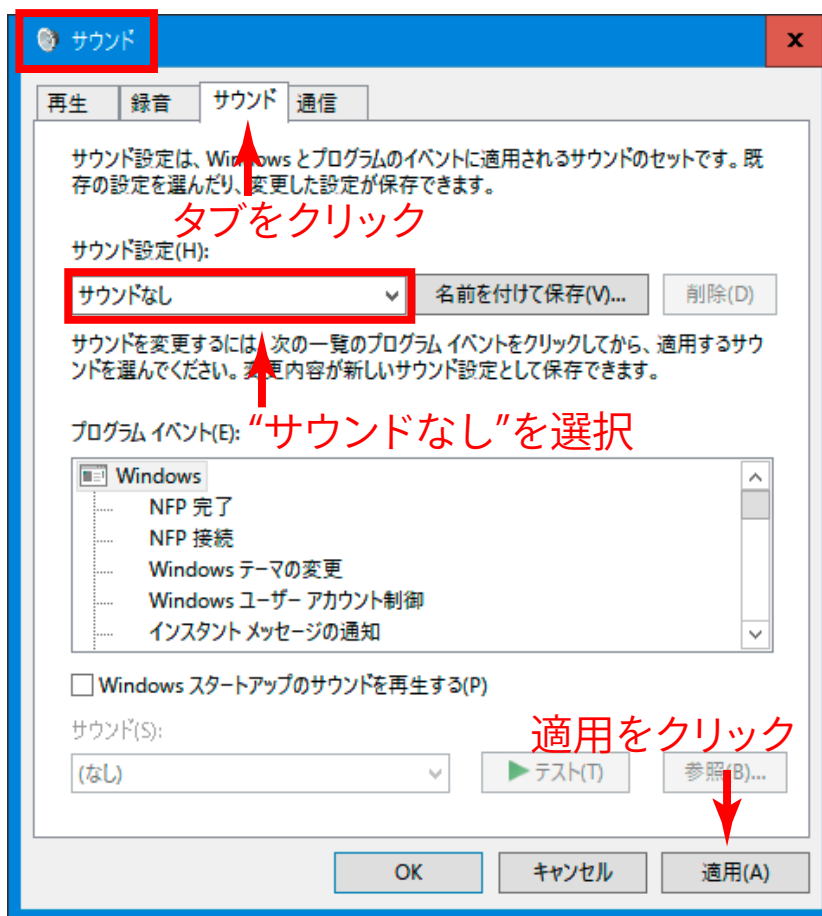 サウンド
x
再生 録音 サウンド 通信
サウンド設定は、Windows とプログラムのイベントに適用されるサウンドのセットです。既
存の設定を選んだり、変更した設定が保存できます。
タブをクリック
サウンド設定(H):
サウンドなし 名前を付けて保存(V)... 削除(D)
サウンドを変更するには、次の一覧のプログラム イベントをクリックしてから、適用するサウ
ンドを選んでください。変更内容が新しいサウンド設定として保存できます。
プログラム イベント(E): “サウンドなし”を選択
Windows
NFP 完了
NFP 接続
Windows テーマの変更
Windows ユーザー アカウント制御
インスタント メッセージの通知
Windows スタートアップのサウンドを再生する(P)
サウンド(S):
適用をクリック
(なし) テスト(T) 参照(B)...
OK キャンセル 適用(A)